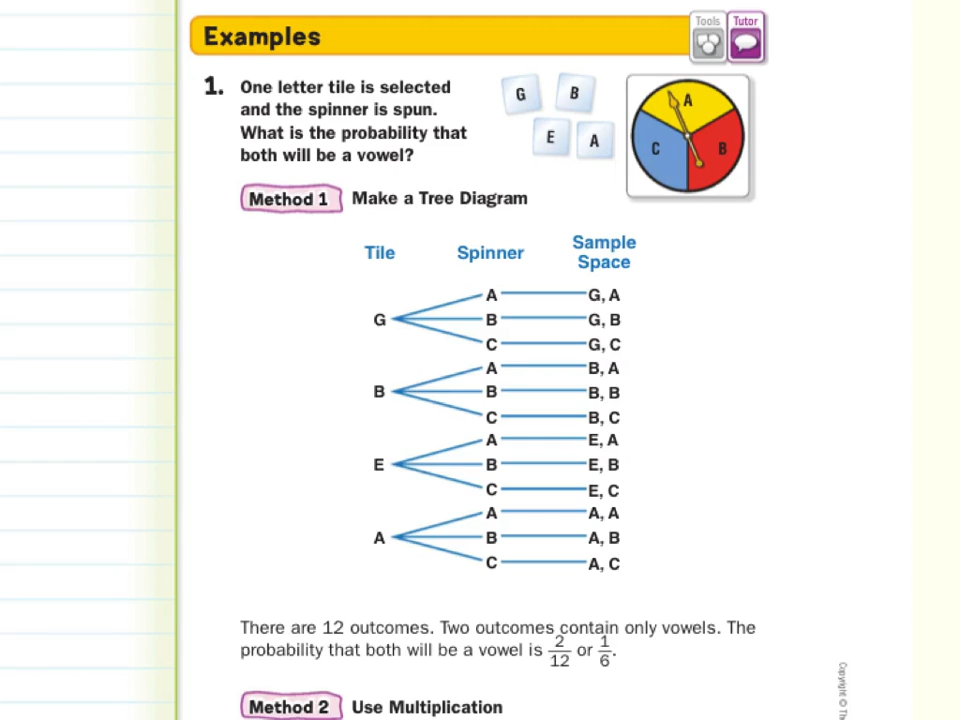 Examples
Tools
Tutor
1. One letter tile is selected
and the spinner is spun.
What is the probability that
both will be a vowel?
G
B
E
A
A
B
C
Method 1 Make a Tree Diagram
Tile
Spinner
Sample
Space
G
A
G, A
B
G, B
C
G, C
B
A
B, A
B
B, B
C
B, C
E
A
E, A
B
E, B
C
E, C
A
A
A, A
B
A, B
C
A, C
There are 12 outcomes. Two outcomes contain only vowels. The
probability that both will be a vowel is 2/12 or 1/6.
Method 2 Use Multiplication
Copyright © Th